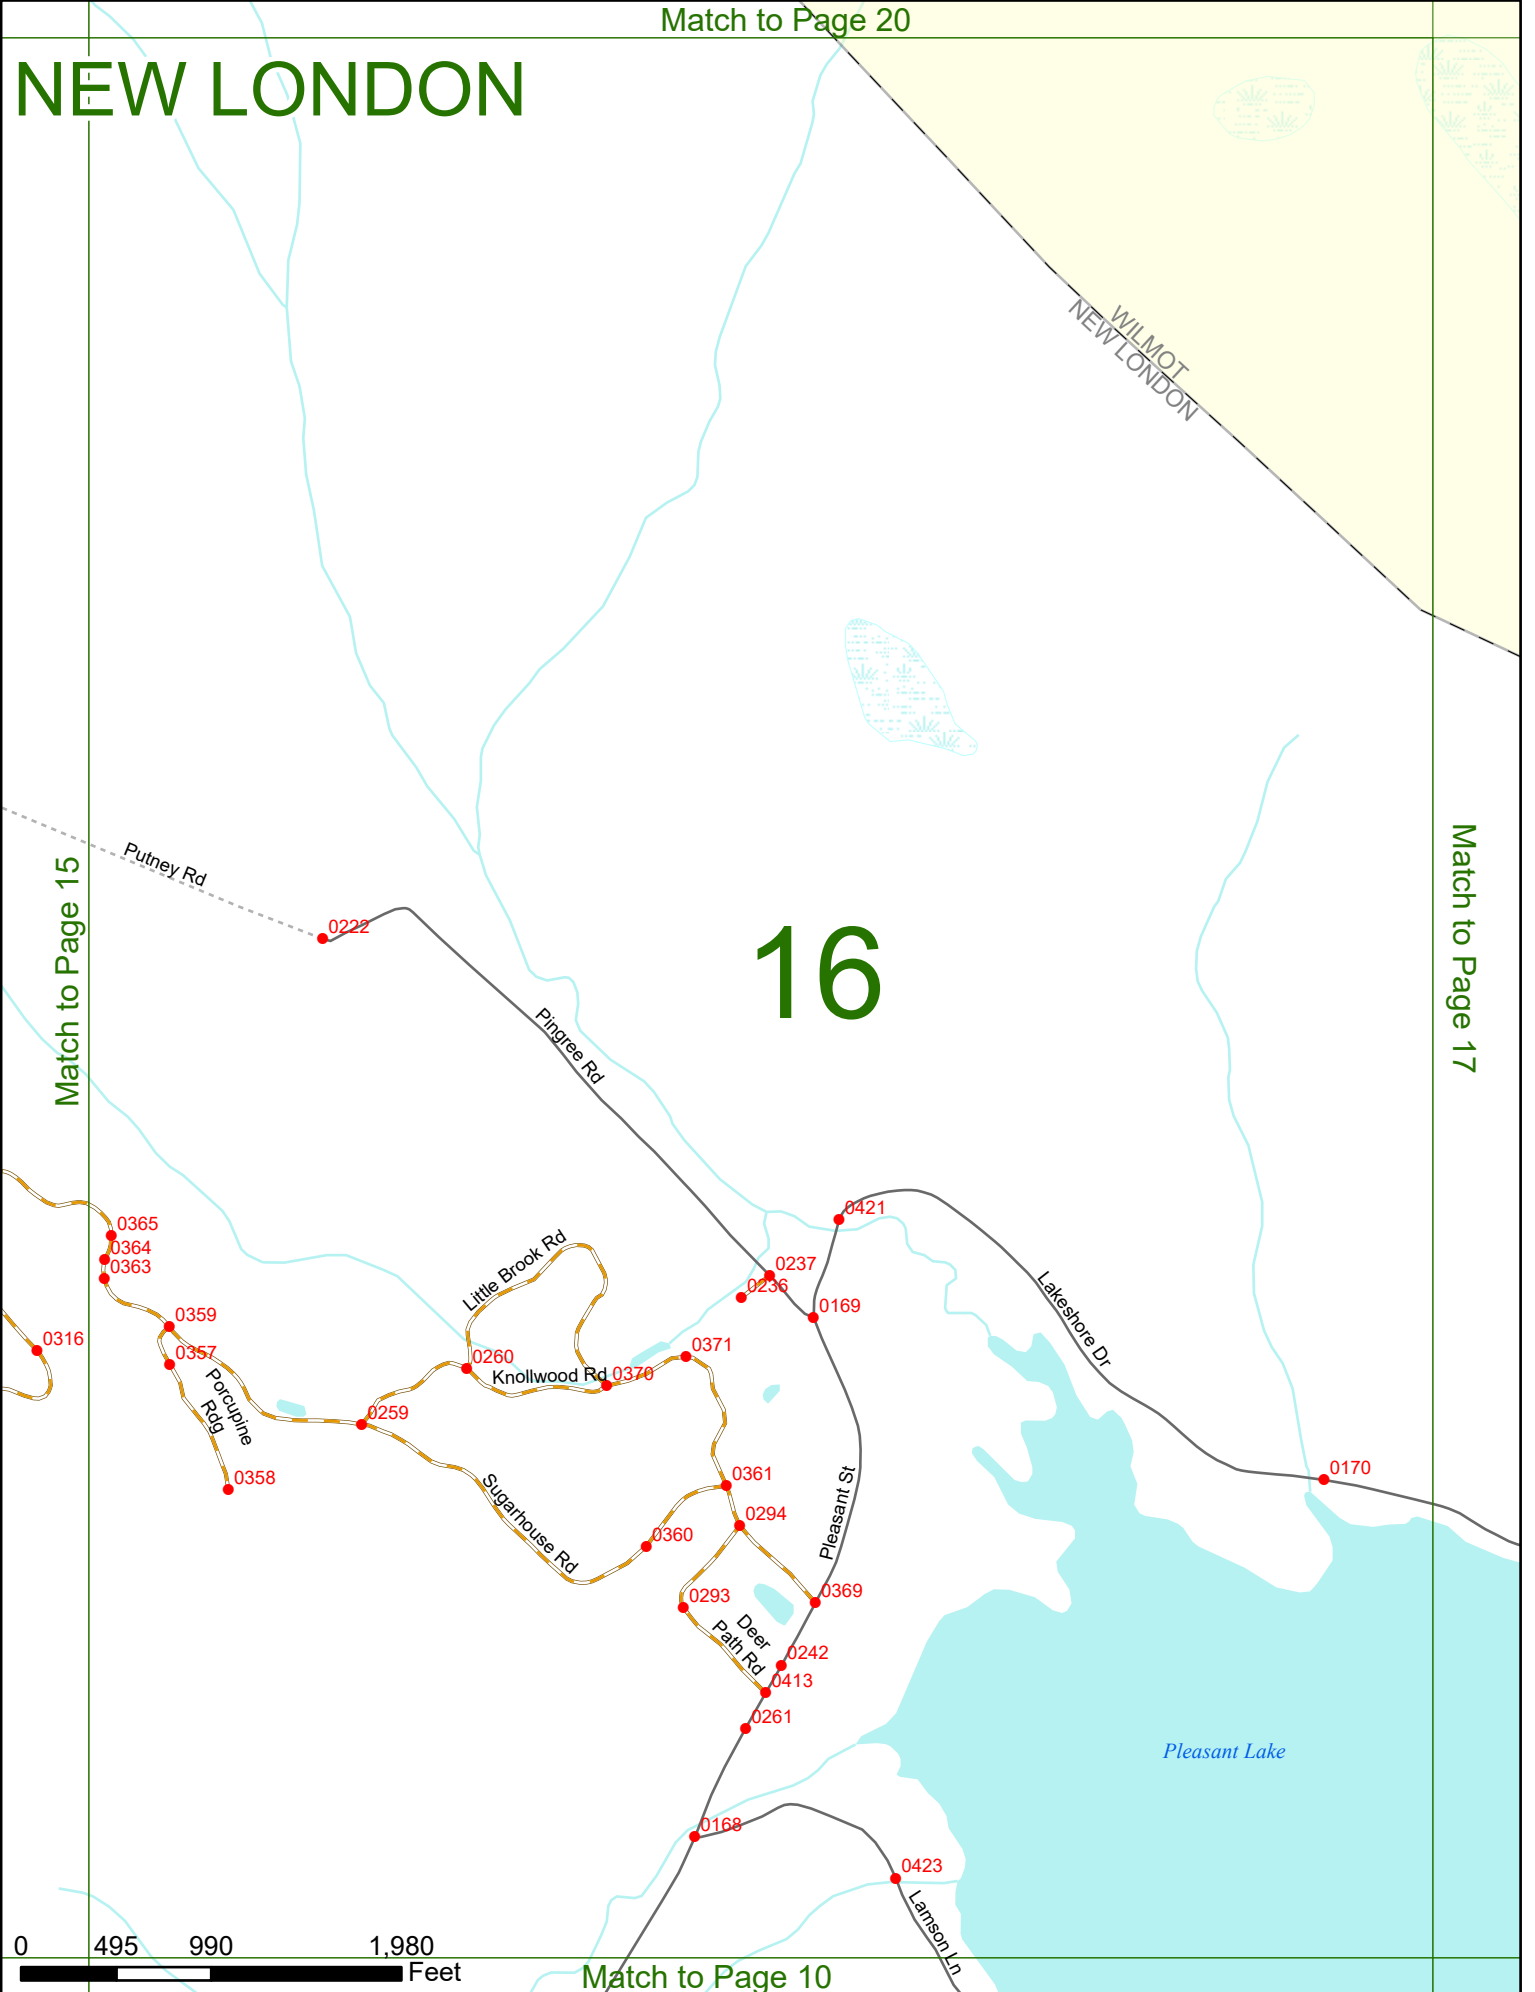 Match to Page 20
NEW LONDON
WILMOT
NEW LONDON
Match to Page 15
Match to Page 17
Putney Rd
0222
16
Pingree Rd
0421
0365
0364
0363
Little Brook Rd
0237
0236
0169
Lakeshore Dr
0359
0316
0357
0371
0260
Knollwood Rd
0370
Porcupine
Rdg
0259
0358
0361
0170
Pleasant St
Sugarhouse Rd
0294
0360
0293
0369
Deer
Path Rd
0242
0413
0261
Pleasant Lake
0168
0423
Lamson Ln
0 495 990 1,980
Feet
Match to Page 10